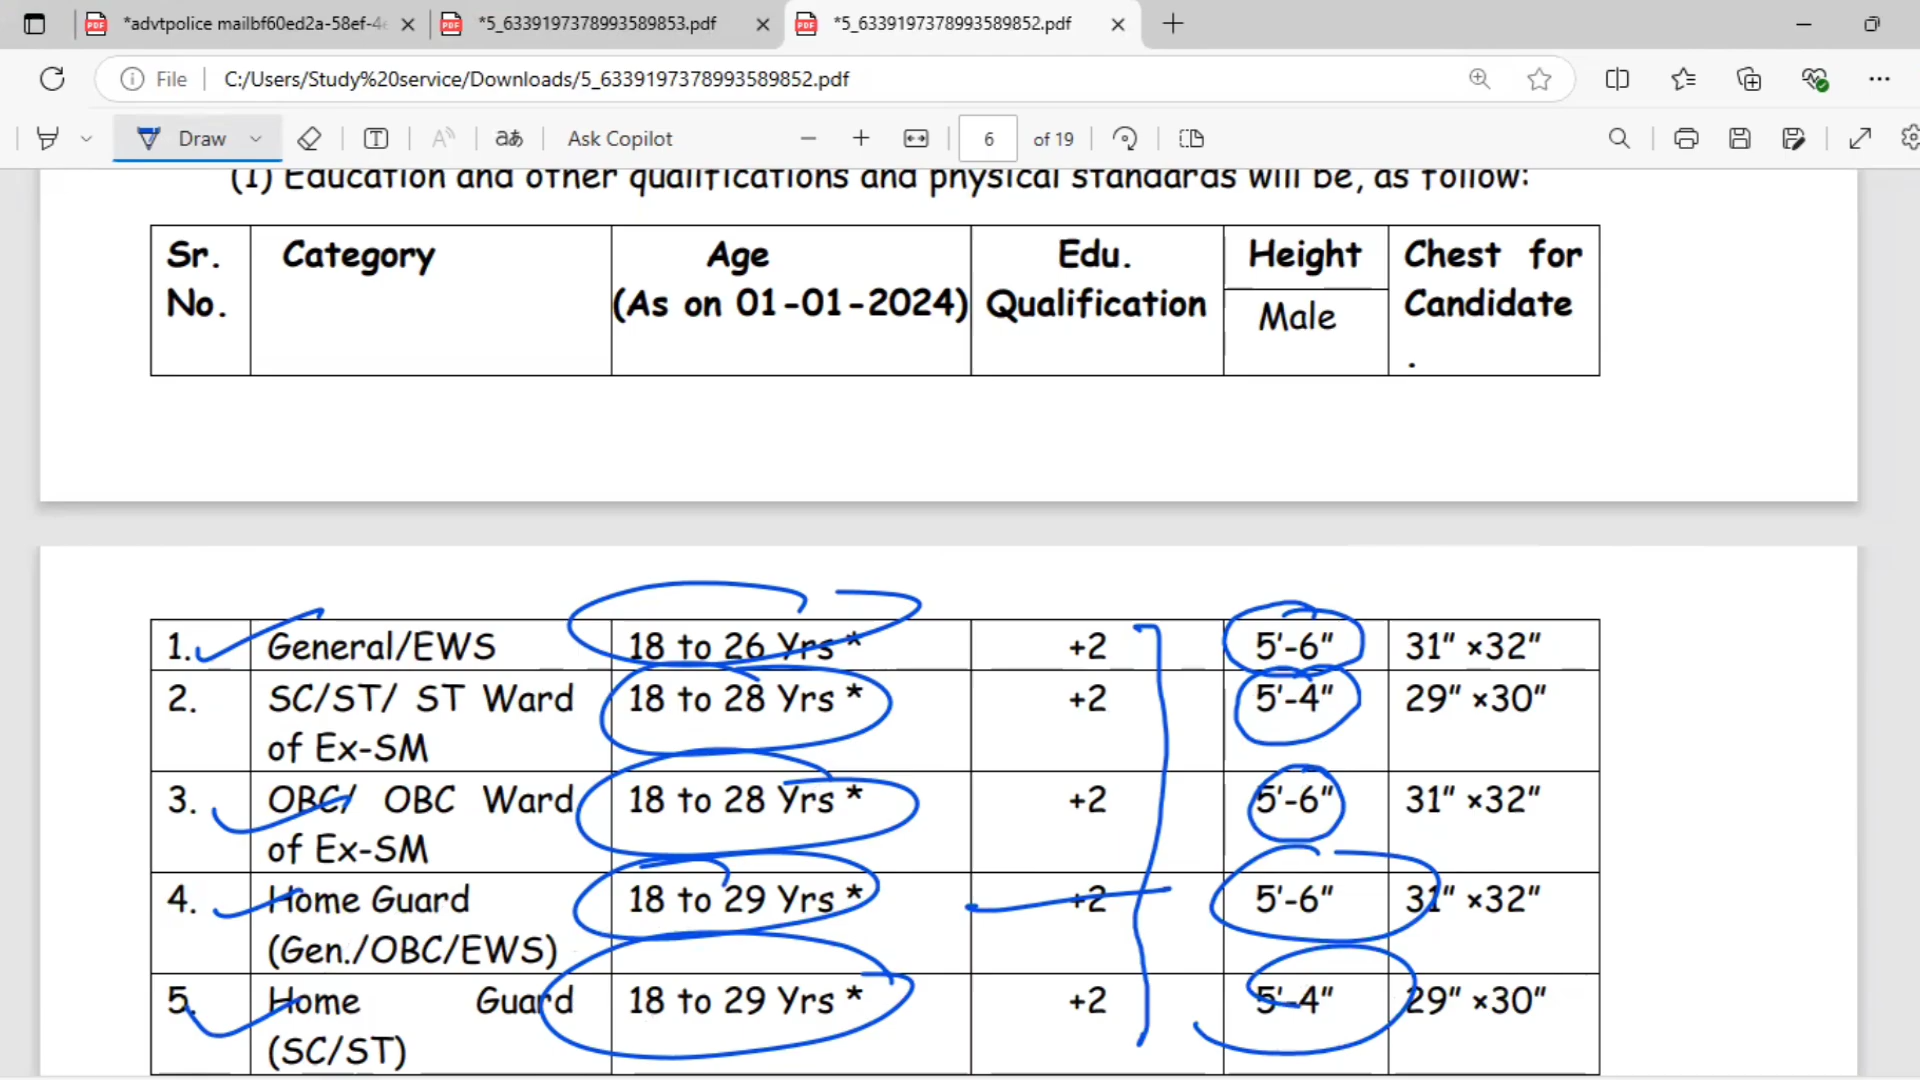 *advtpolice mailbf60ed2a-58ef-4
*5_6339197378993589853.pdf
*5_6339197378993589852.pdf
File
C:/Users/Study%20service/Downloads/5_6339197378993589852.pdf
Draw
T
aあ
Ask Copilot
6
of 19
(1) Education and other qualifications and physical standards will be, as follow:
Sr. No.
Category
Age
(As on 01-01-2024)
Edu. Qualification
Height
Male
Chest for Candidate
.
1. General/EWS 18 to 26 Yrs * +2 5'-6" 31" ×32"
2. SC/ST/ ST Ward 18 to 28 Yrs * +2 5'-4" 29" ×30"
of Ex-SM
3. OBC/ OBC Ward 18 to 28 Yrs * +2 5'-6" 31" ×32"
of Ex-SM
4. Home Guard 18 to 29 Yrs * +2 5'-6" 31" ×32"
(Gen./OBC/EWS)
5. Home Guard 18 to 29 Yrs * +2 5'-4" 29" ×30"
(SC/ST)